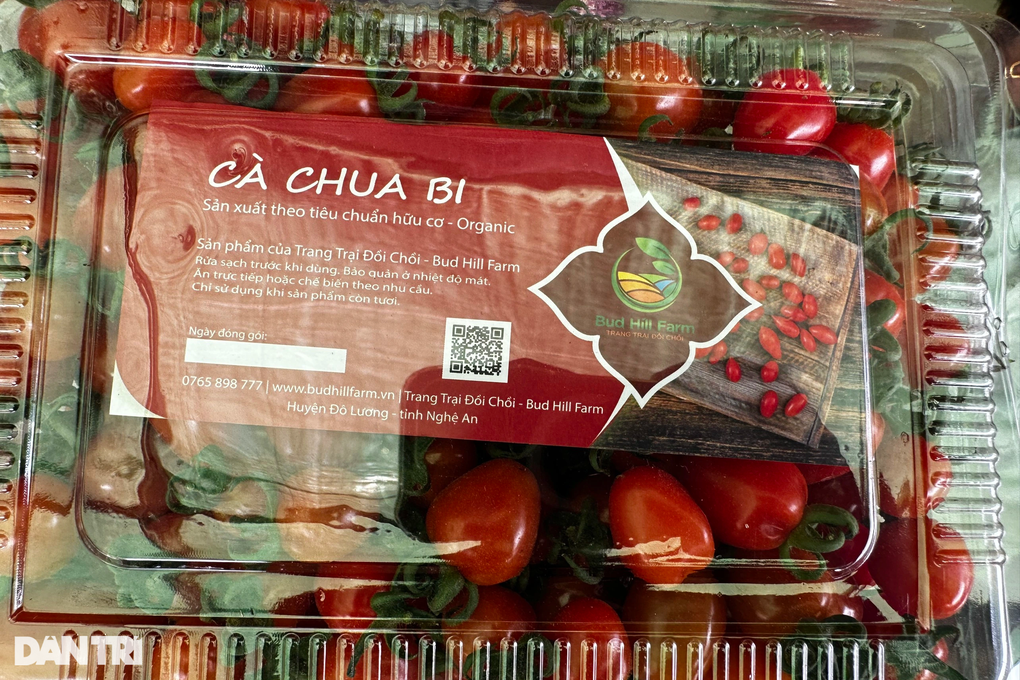 CÀ CHUA BI
Sản xuất theo tiêu chuẩn hữu cơ - Organic
Sản phẩm của Trang Trại Đồi Chồi - Bud Hill Farm
Rửa sạch trước khi dùng. Bảo quản ở nhiệt độ mát.
Ăn trực tiếp hoặc chế biến theo nhu cầu.
Chỉ sử dụng khi sản phẩm còn tươi.
Ngày đóng gói:
0765 898 777 | www.budhillfarm.vn | Trang Trại Đồi Chồi - Bud Hill Farm
Huyện Đô Lương - tỉnh Nghệ An
Bud Hill Farm
TRANG TRẠI ĐỒI CHỒI
DÂN TRÍ